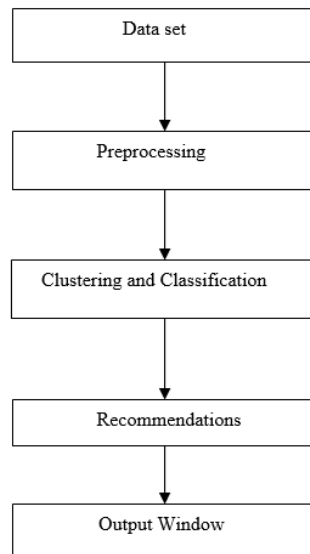 Data set
Preprocessing
Clustering and Classification
Recommendations
Output Window